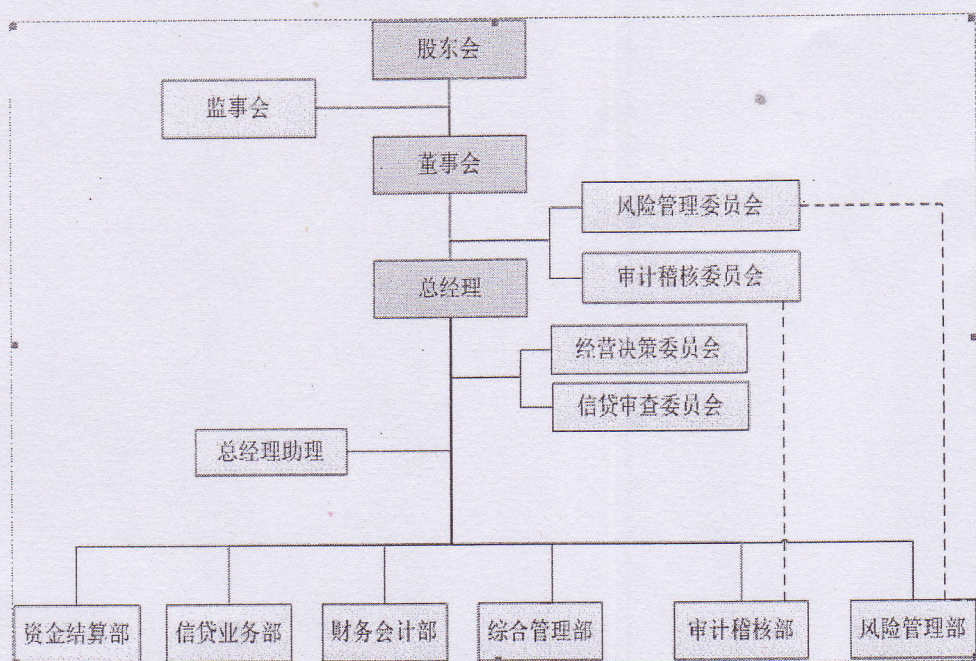 股东会
监事会
董事会
风险管理委员会
审计稽核委员会
总经理
经营决策委员会
信贷审查委员会
总经理助理
资金结算部
信贷业务部
财务会计部
综合管理部
审计稽核部
风险管理部